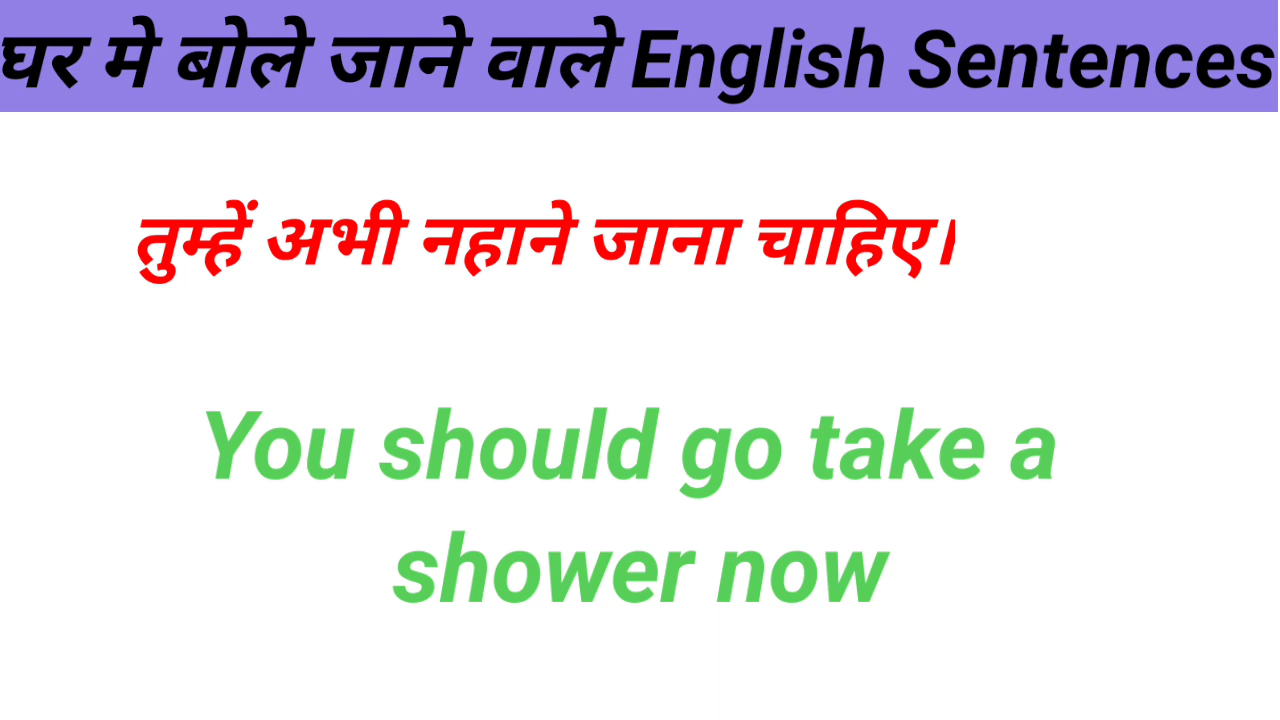 घर मे बोले जाने वाले English Sentences
तुम्हें अभी नहाने जाना चाहिए।
You should go take a
shower now